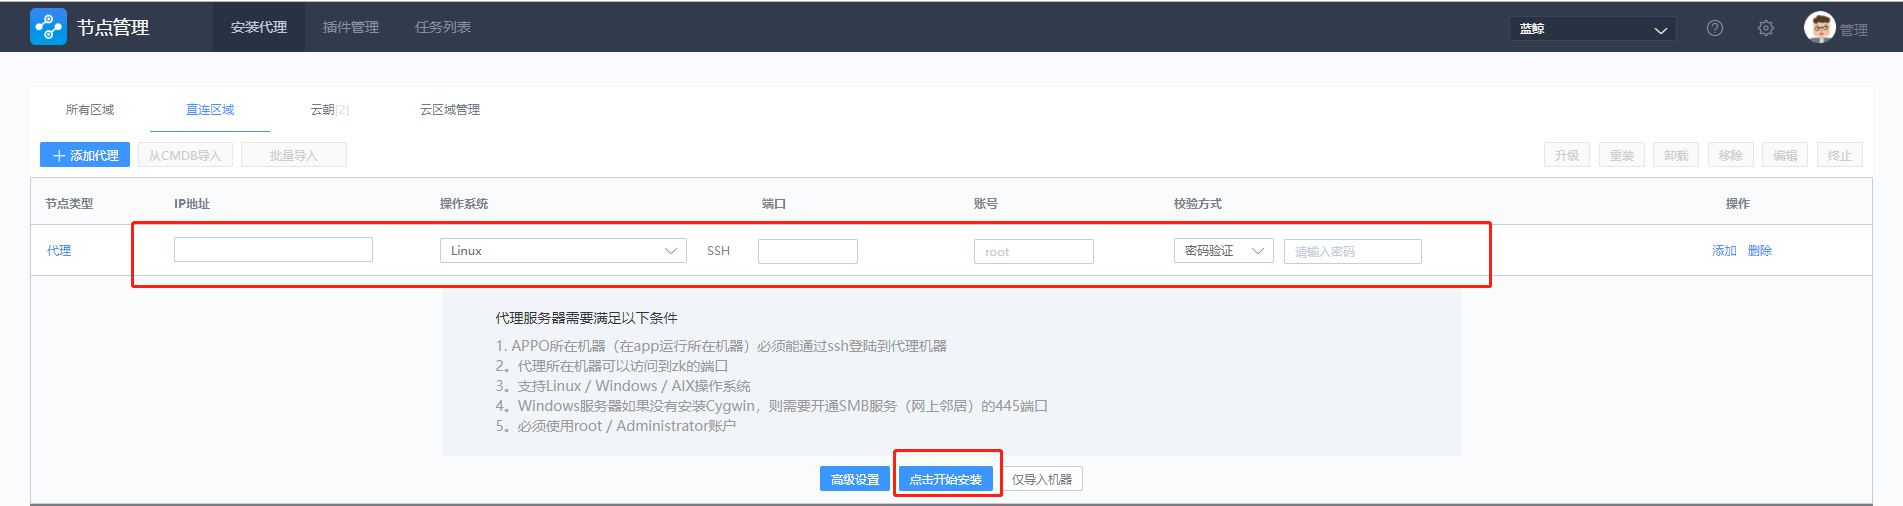 节点管理 安装代理 插件管理 任务列表 蓝鲸 管理
所有区域 直连区域 云朝[2] 云区域管理
添加代理 从CMDB导入 批量导入 升级 重装 卸载 移除 编辑 终止
节点类型 IP地址 操作系统 端口 账号 校验方式 操作
代理 Linux SSH root 密码验证 请输入密码 添加 删除
代理服务器需要满足以下条件
1. APPO所在机器（在app运行所在机器）必须能通过ssh登陆到代理机器
2。代理所在机器可以访问到zk的端口
3。支持Linux / Windows / AIX操作系统
4。Windows服务器如果没有安装Cygwin，则需要开通SMB服务（网上邻居）的445端口
5。必须使用root / Administrator账户
高级设置 点击开始安装 仅导入机器